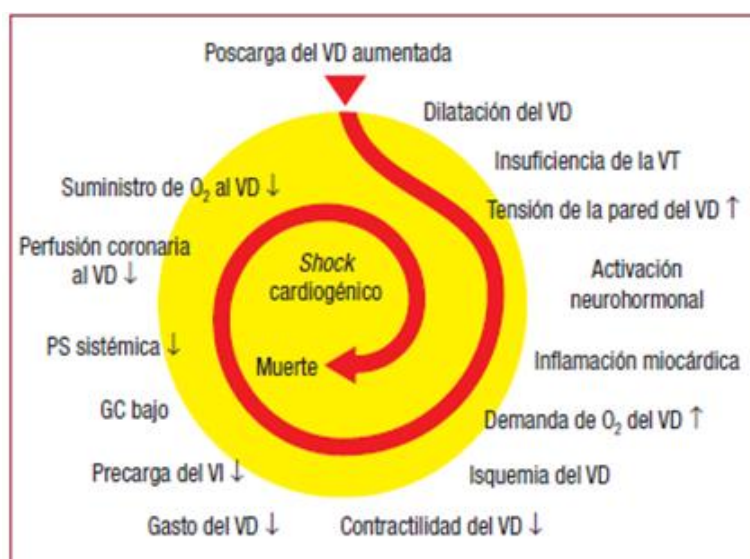 Poscarga del VD aumentada
Dilatación del VD
Insuficiencia de la VT
Tensión de la pared del VD ↑
Activación
neurohormonal
Inflamación miocárdica
Demanda de O₂ del VD ↑
Isquemia del VD
Contractilidad del VD ↓
Gasto del VD ↓
Precarga del VI ↓
GC bajo
PS sistémica ↓
Perfusión coronaria
al VD ↓
Suministro de O₂ al VD ↓
Shock
cardiogénico
Muerte